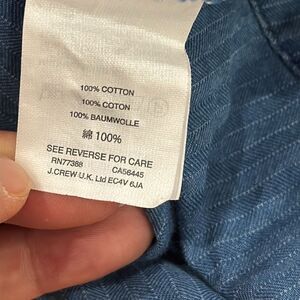 100% COTTON
100% COTON
100% BAUMWOLLE
綿 100%
SEE REVERSE FOR CARE
RN77388 CA56445
J.CREW U.K. Ltd EC4V 6JA